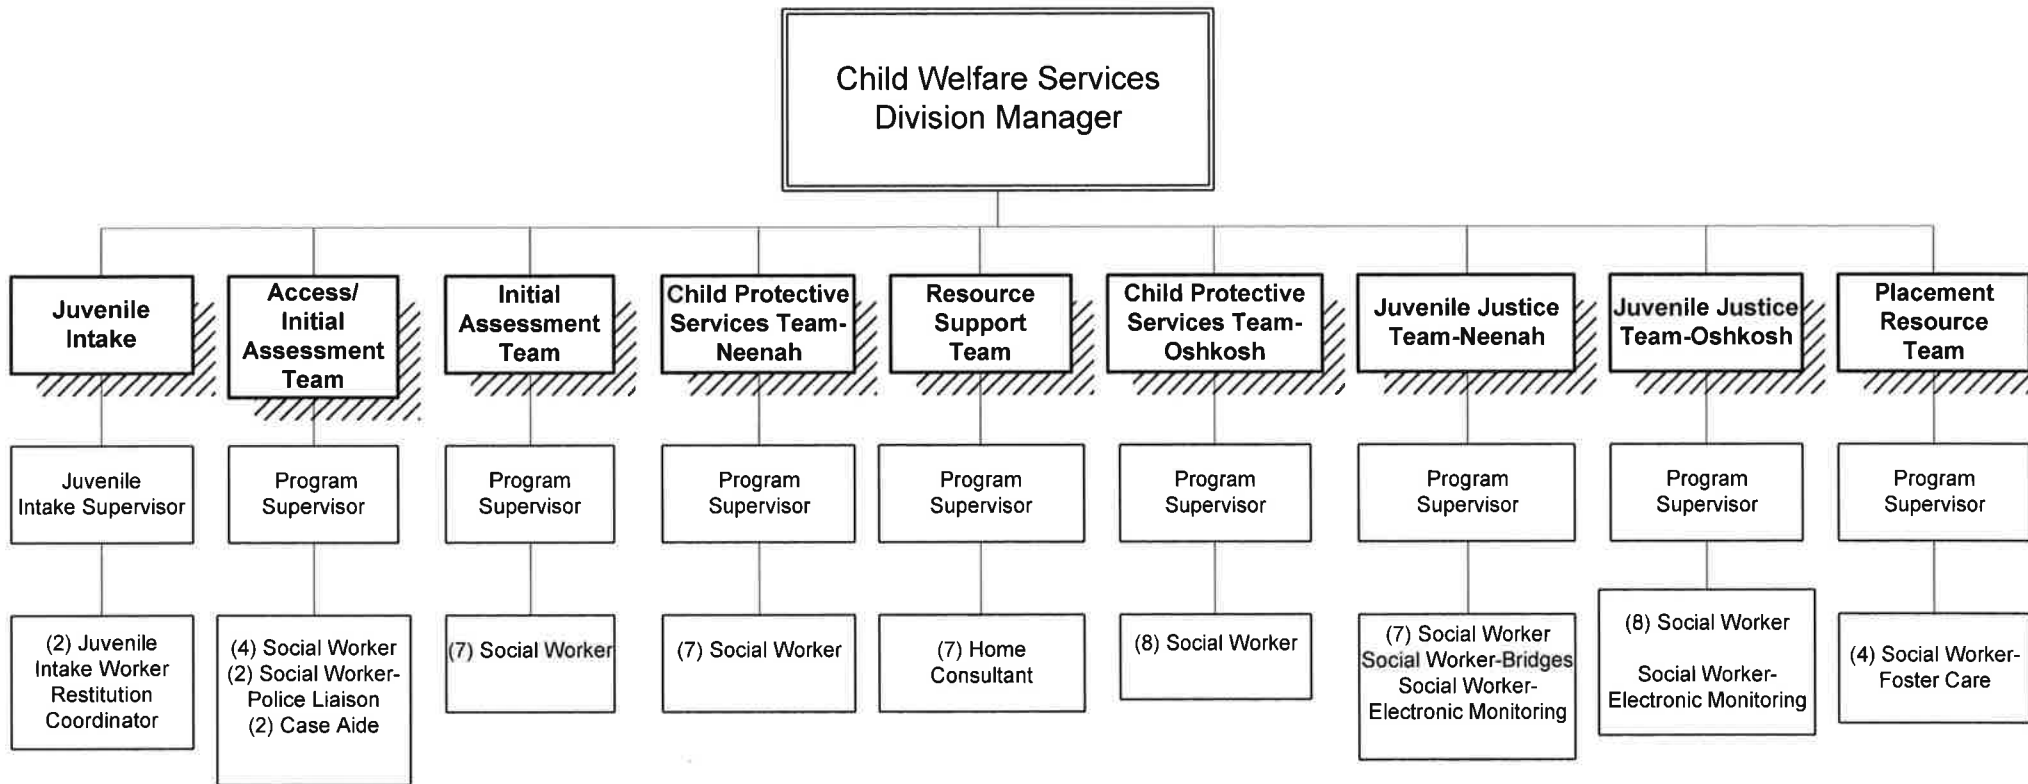 Child Welfare Services
Division Manager
Juvenile
Intake
Access/
Initial
Assessment
Team
Initial
Assessment
Team
Child Protective
Services Team-
Neenah
Resource
Support
Team
Child Protective
Services Team-
Oshkosh
Juvenile Justice
Team-Neenah
Juvenile Justice
Team-Oshkosh
Placement
Resource
Team
Juvenile
Intake Supervisor
Program
Supervisor
Program
Supervisor
Program
Supervisor
Program
Supervisor
Program
Supervisor
Program
Supervisor
Program
Supervisor
Program
Supervisor
(2) Juvenile
Intake Worker
Restitution
Coordinator
(4) Social Worker
(2) Social Worker-
Police Liaison
(2) Case Aide
(7) Social Worker
(7) Social Worker
(7) Home
Consultant
(8) Social Worker
(7) Social Worker
Social Worker-Bridges
Social Worker-
Electronic Monitoring
(8) Social Worker
Social Worker-
Electronic Monitoring
(4) Social Worker-
Foster Care